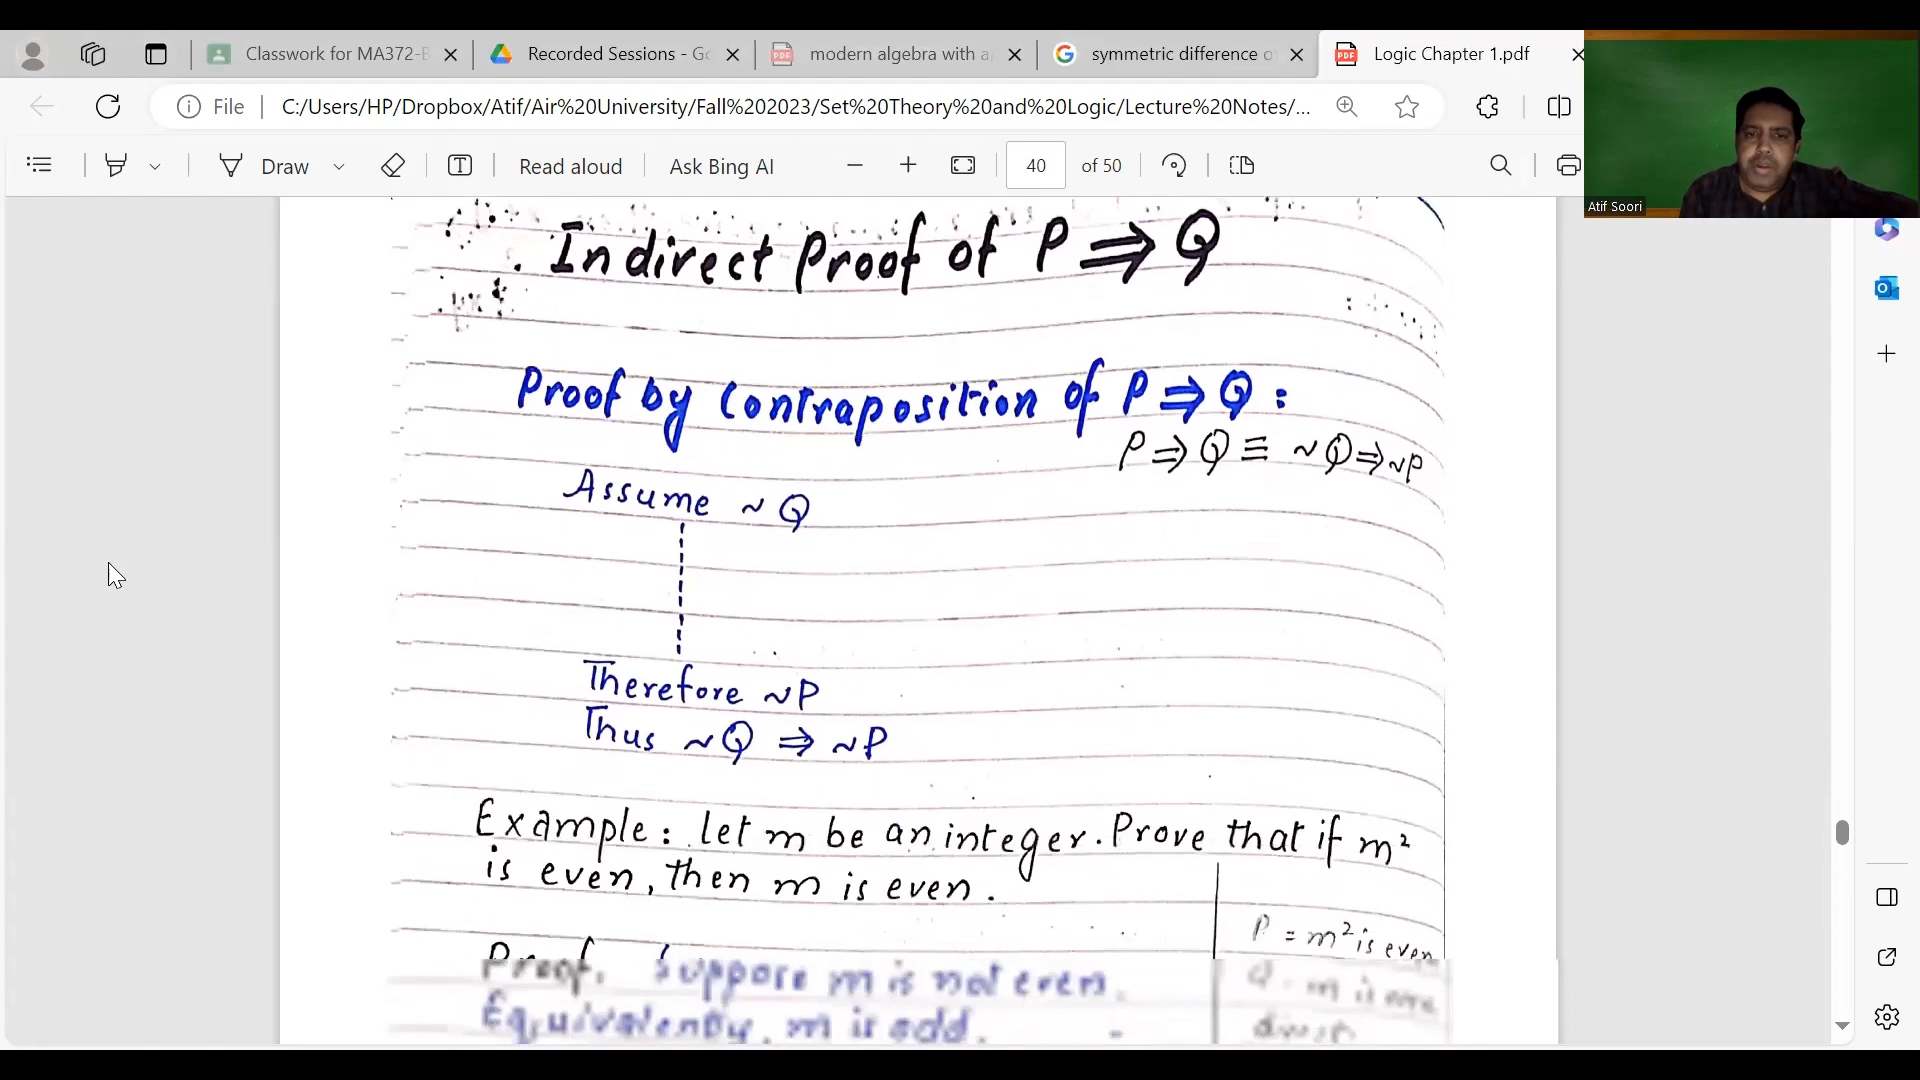 Classwork for MA372-B
Recorded Sessions - Go
modern algebra with a
symmetric difference o
Logic Chapter 1.pdf
File
C:/Users/HP/Dropbox/Atif/Air%20University/Fall%202023/Set%20Theory%20and%20Logic/Lecture%20Notes/...
Draw
Read aloud
Ask Bing AI
40
of 50
Atif Soori
Indirect Proof of P ⇒ Q
Proof by Contraposition of P ⇒ Q :
P ⇒ Q ≡ ~Q ⇒ ~P
Assume ~ Q
Therefore ~P
Thus ~Q ⇒ ~P
Example : let m be an integer. Prove that if m²
is even, then m is even .
P = m² is even
Proof. Suppose m is not even.
Equivalently, m is odd.